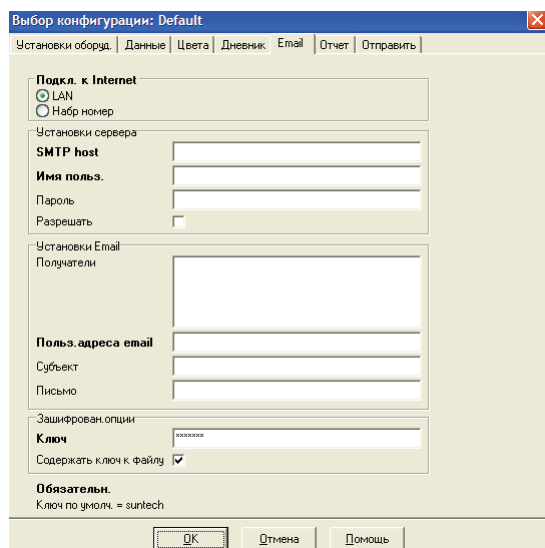 Выбор конфигурации: Default
Установки оборуд. Данные Цвета Дневник Email Отчет Отправить
Подкл. к Internet
LAN
Набр номер
Установки сервера
SMTP host
Имя польз.
Пароль
Разрешать
Установки Email
Получатели
Польз.адреса email
Субъект
Письмо
Зашифрован.опции
Ключ *******
Содержать ключ к файлу
Обязательн.
Ключ по умолч. = suntech
OK Отмена Помощь